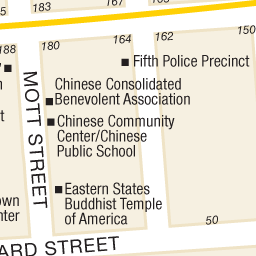 183
167
165
188
180
164
162
150
Fifth Police Precinct
Chinese Consolidated
Benevolent Association
Chinese Community
Center/Chinese
Public School
MOTT STREET
Eastern States
Buddhist Temple
of America
50
ARD STREET